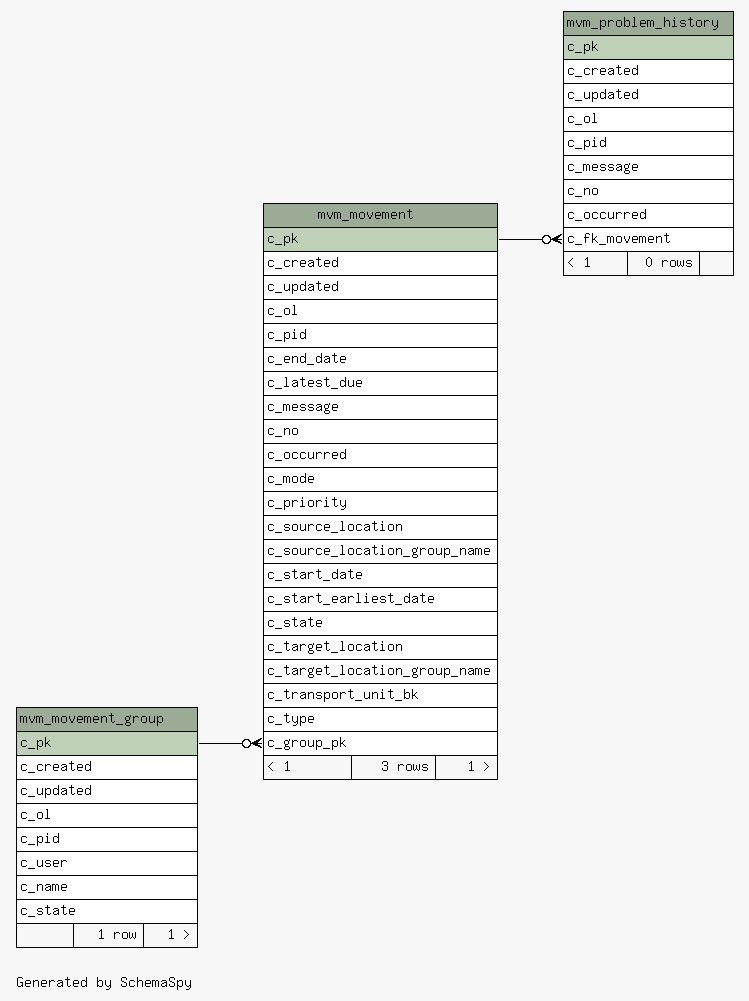 mvm_problem_history
c_pk
c_created
c_updated
c_ol
c_pid
c_message
c_no
c_occurred
c_fk_movement
< 1 0 rows
mvm_movement
c_pk
c_created
c_updated
c_ol
c_pid
c_end_date
c_latest_due
c_message
c_no
c_occurred
c_mode
c_priority
c_source_location
c_source_location_group_name
c_start_date
c_start_earliest_date
c_state
c_target_location
c_target_location_group_name
c_transport_unit_bk
c_type
c_group_pk
< 1 3 rows 1 >
mvm_movement_group
c_pk
c_created
c_updated
c_ol
c_pid
c_user
c_name
c_state
1 row 1 >
Generated by SchemaSpy